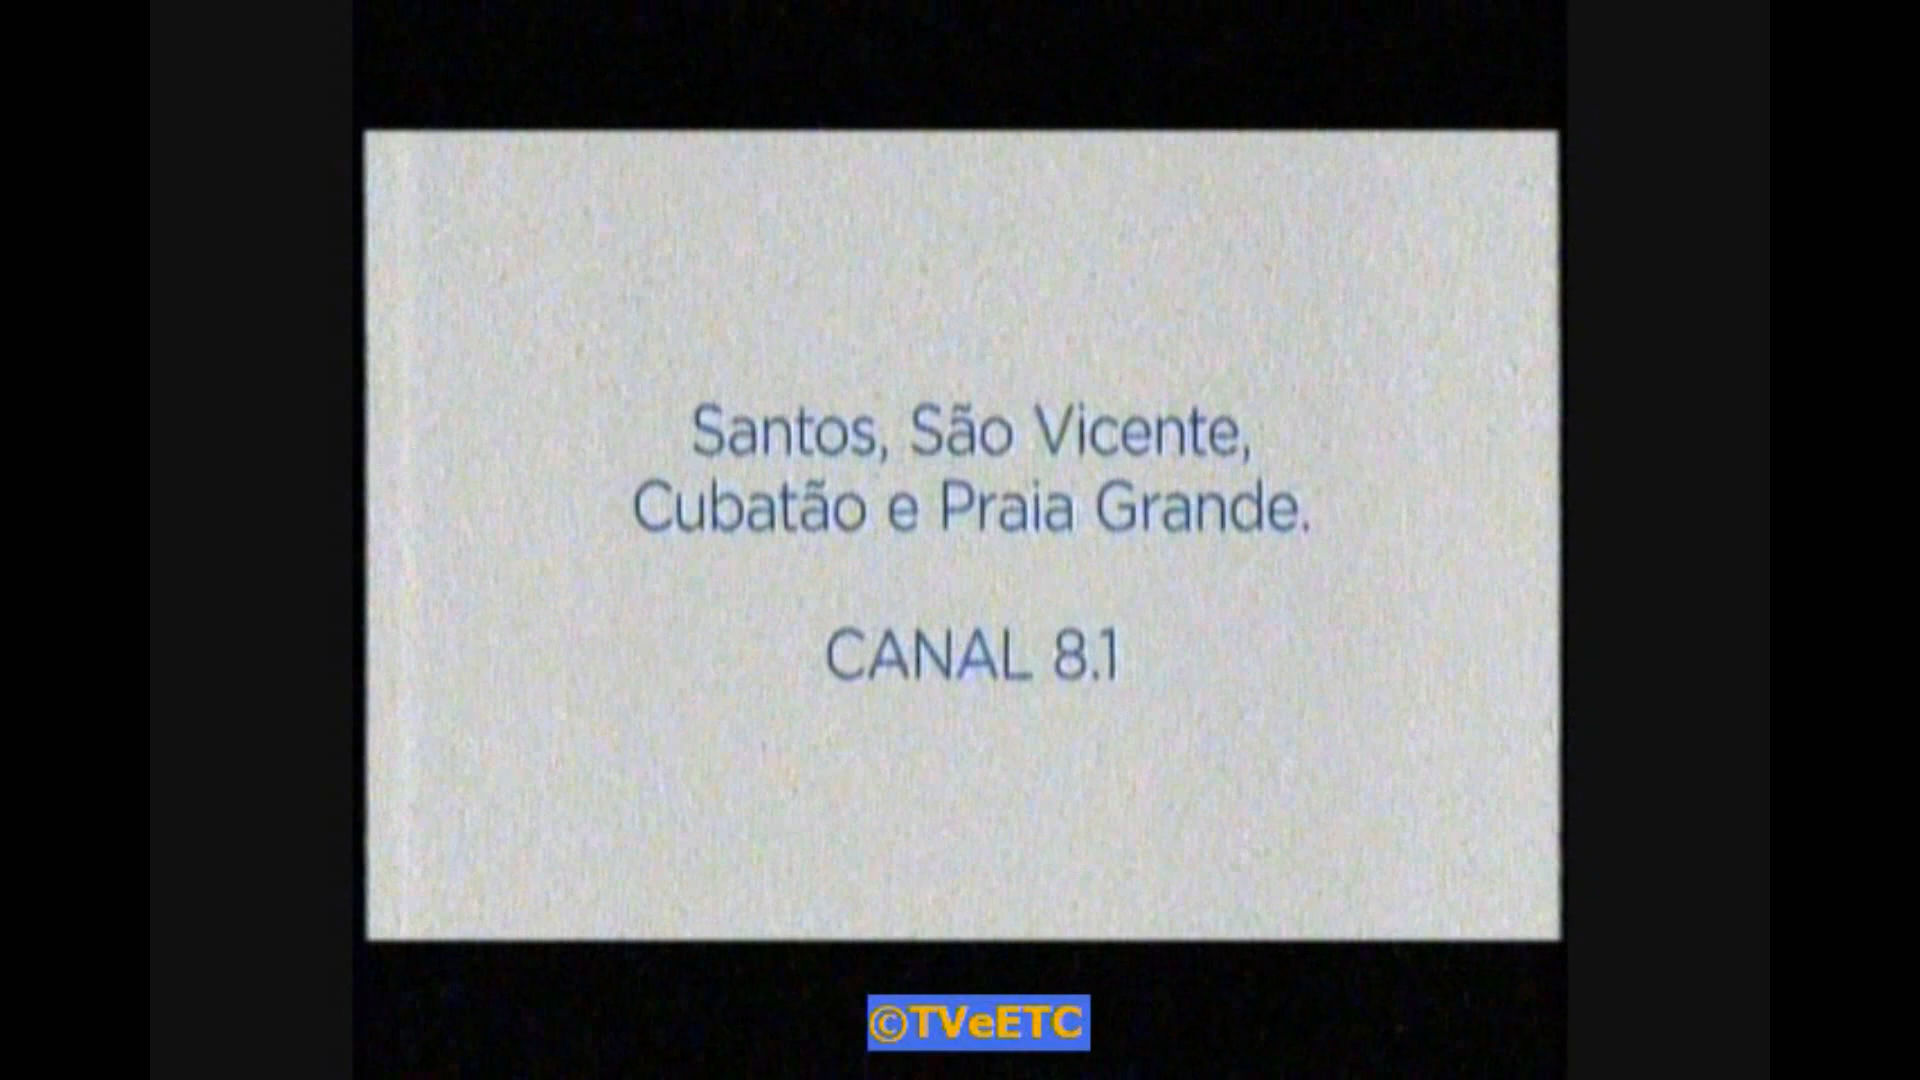 Santos, São Vicente,
Cubatão e Praia Grande.
CANAL 8.1
©TVeETC